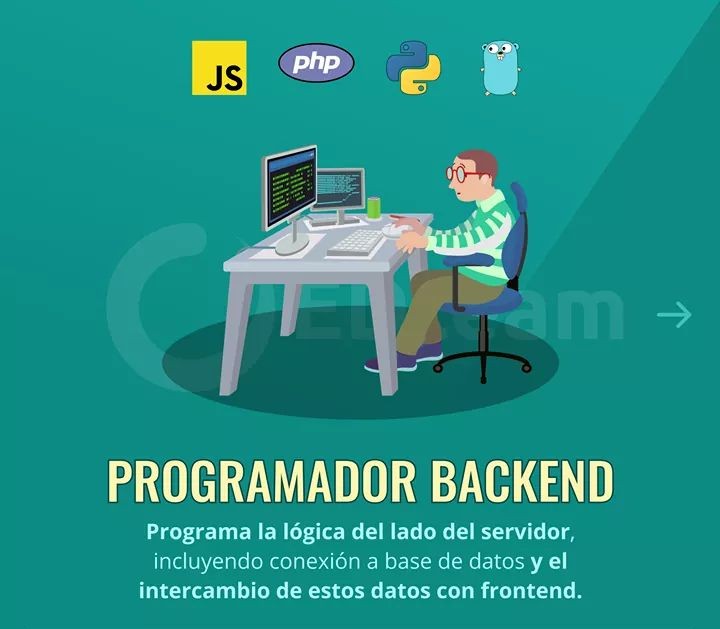 JS
php
EDteam
PROGRAMADOR BACKEND
Programa la lógica del lado del servidor,
incluyendo conexión a base de datos y el
intercambio de estos datos con frontend.